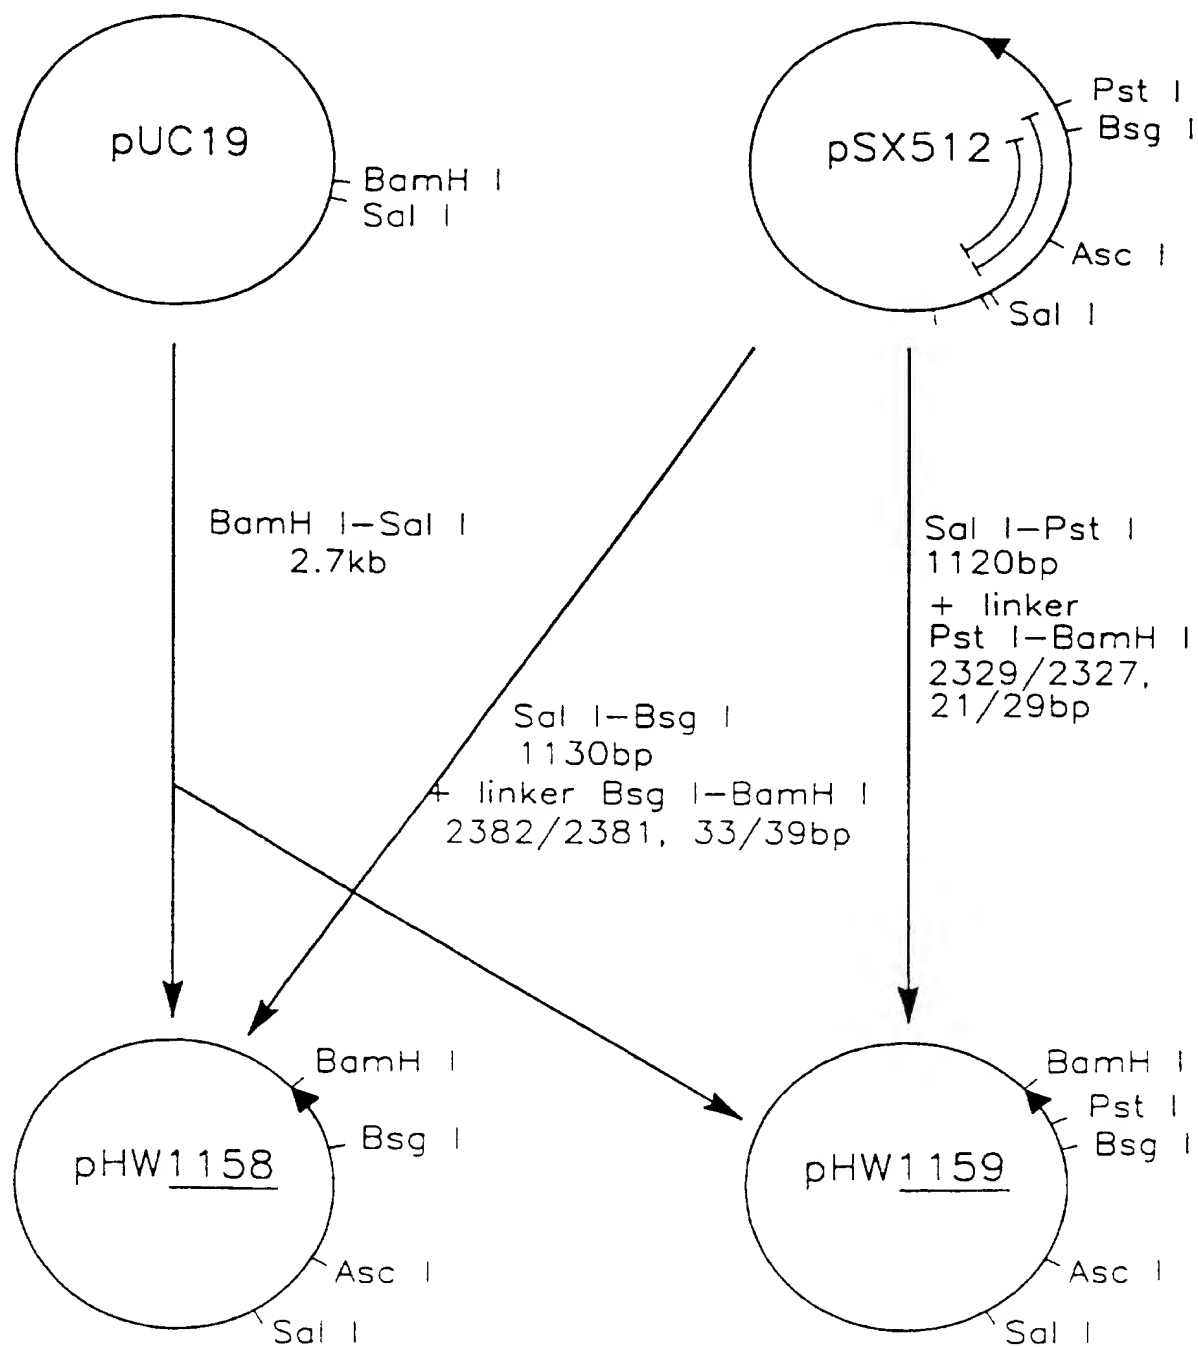 pUC19
BamH I
Sal I
pSX512
Pst I
Bsg I
Asc I
Sal I
BamH I-Sal I
2.7kb
Sal I-Pst I
1120bp
+ linker
Pst I-BamH I
2329/2327,
21/29bp
Sal I-Bsg I
1130bp
+ linker Bsg I-BamH I
2382/2381, 33/39bp
pHW1158
BamH I
Bsg I
Asc I
Sal I
pHW1159
BamH I
Pst I
Bsg I
Asc I
Sal I